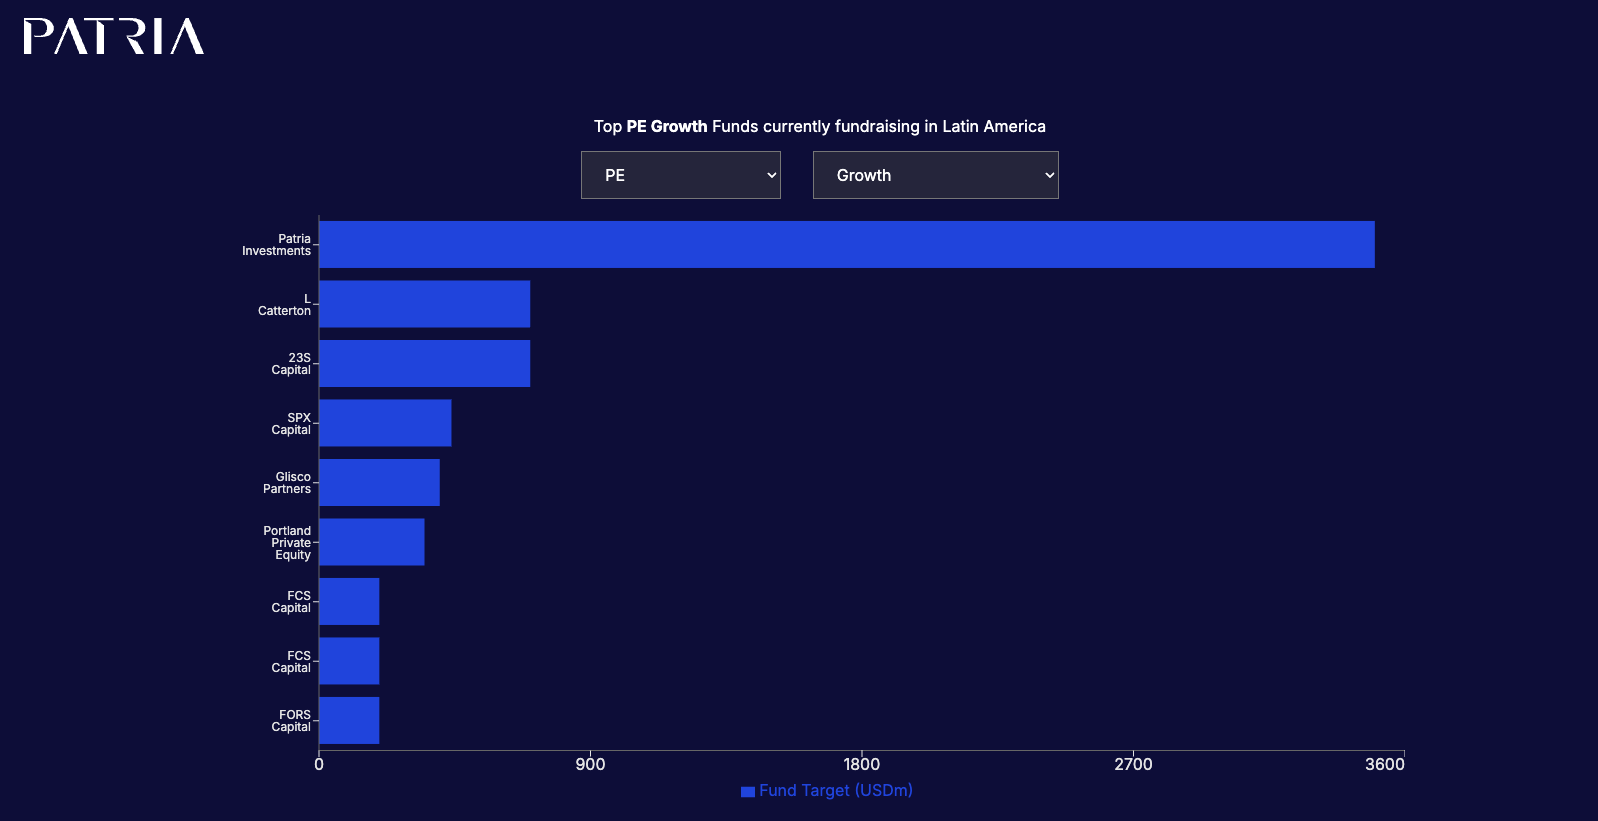 PATRIA
Top PE Growth Funds currently fundraising in Latin America
PE
Growth
Patria
Investments
L
Catterton
23S
Capital
SPX
Capital
Glisco
Partners
Portland
Private
Equity
FCS
Capital
FCS
Capital
FORS
Capital
0 900 1800 2700 3600
Fund Target (USDm)